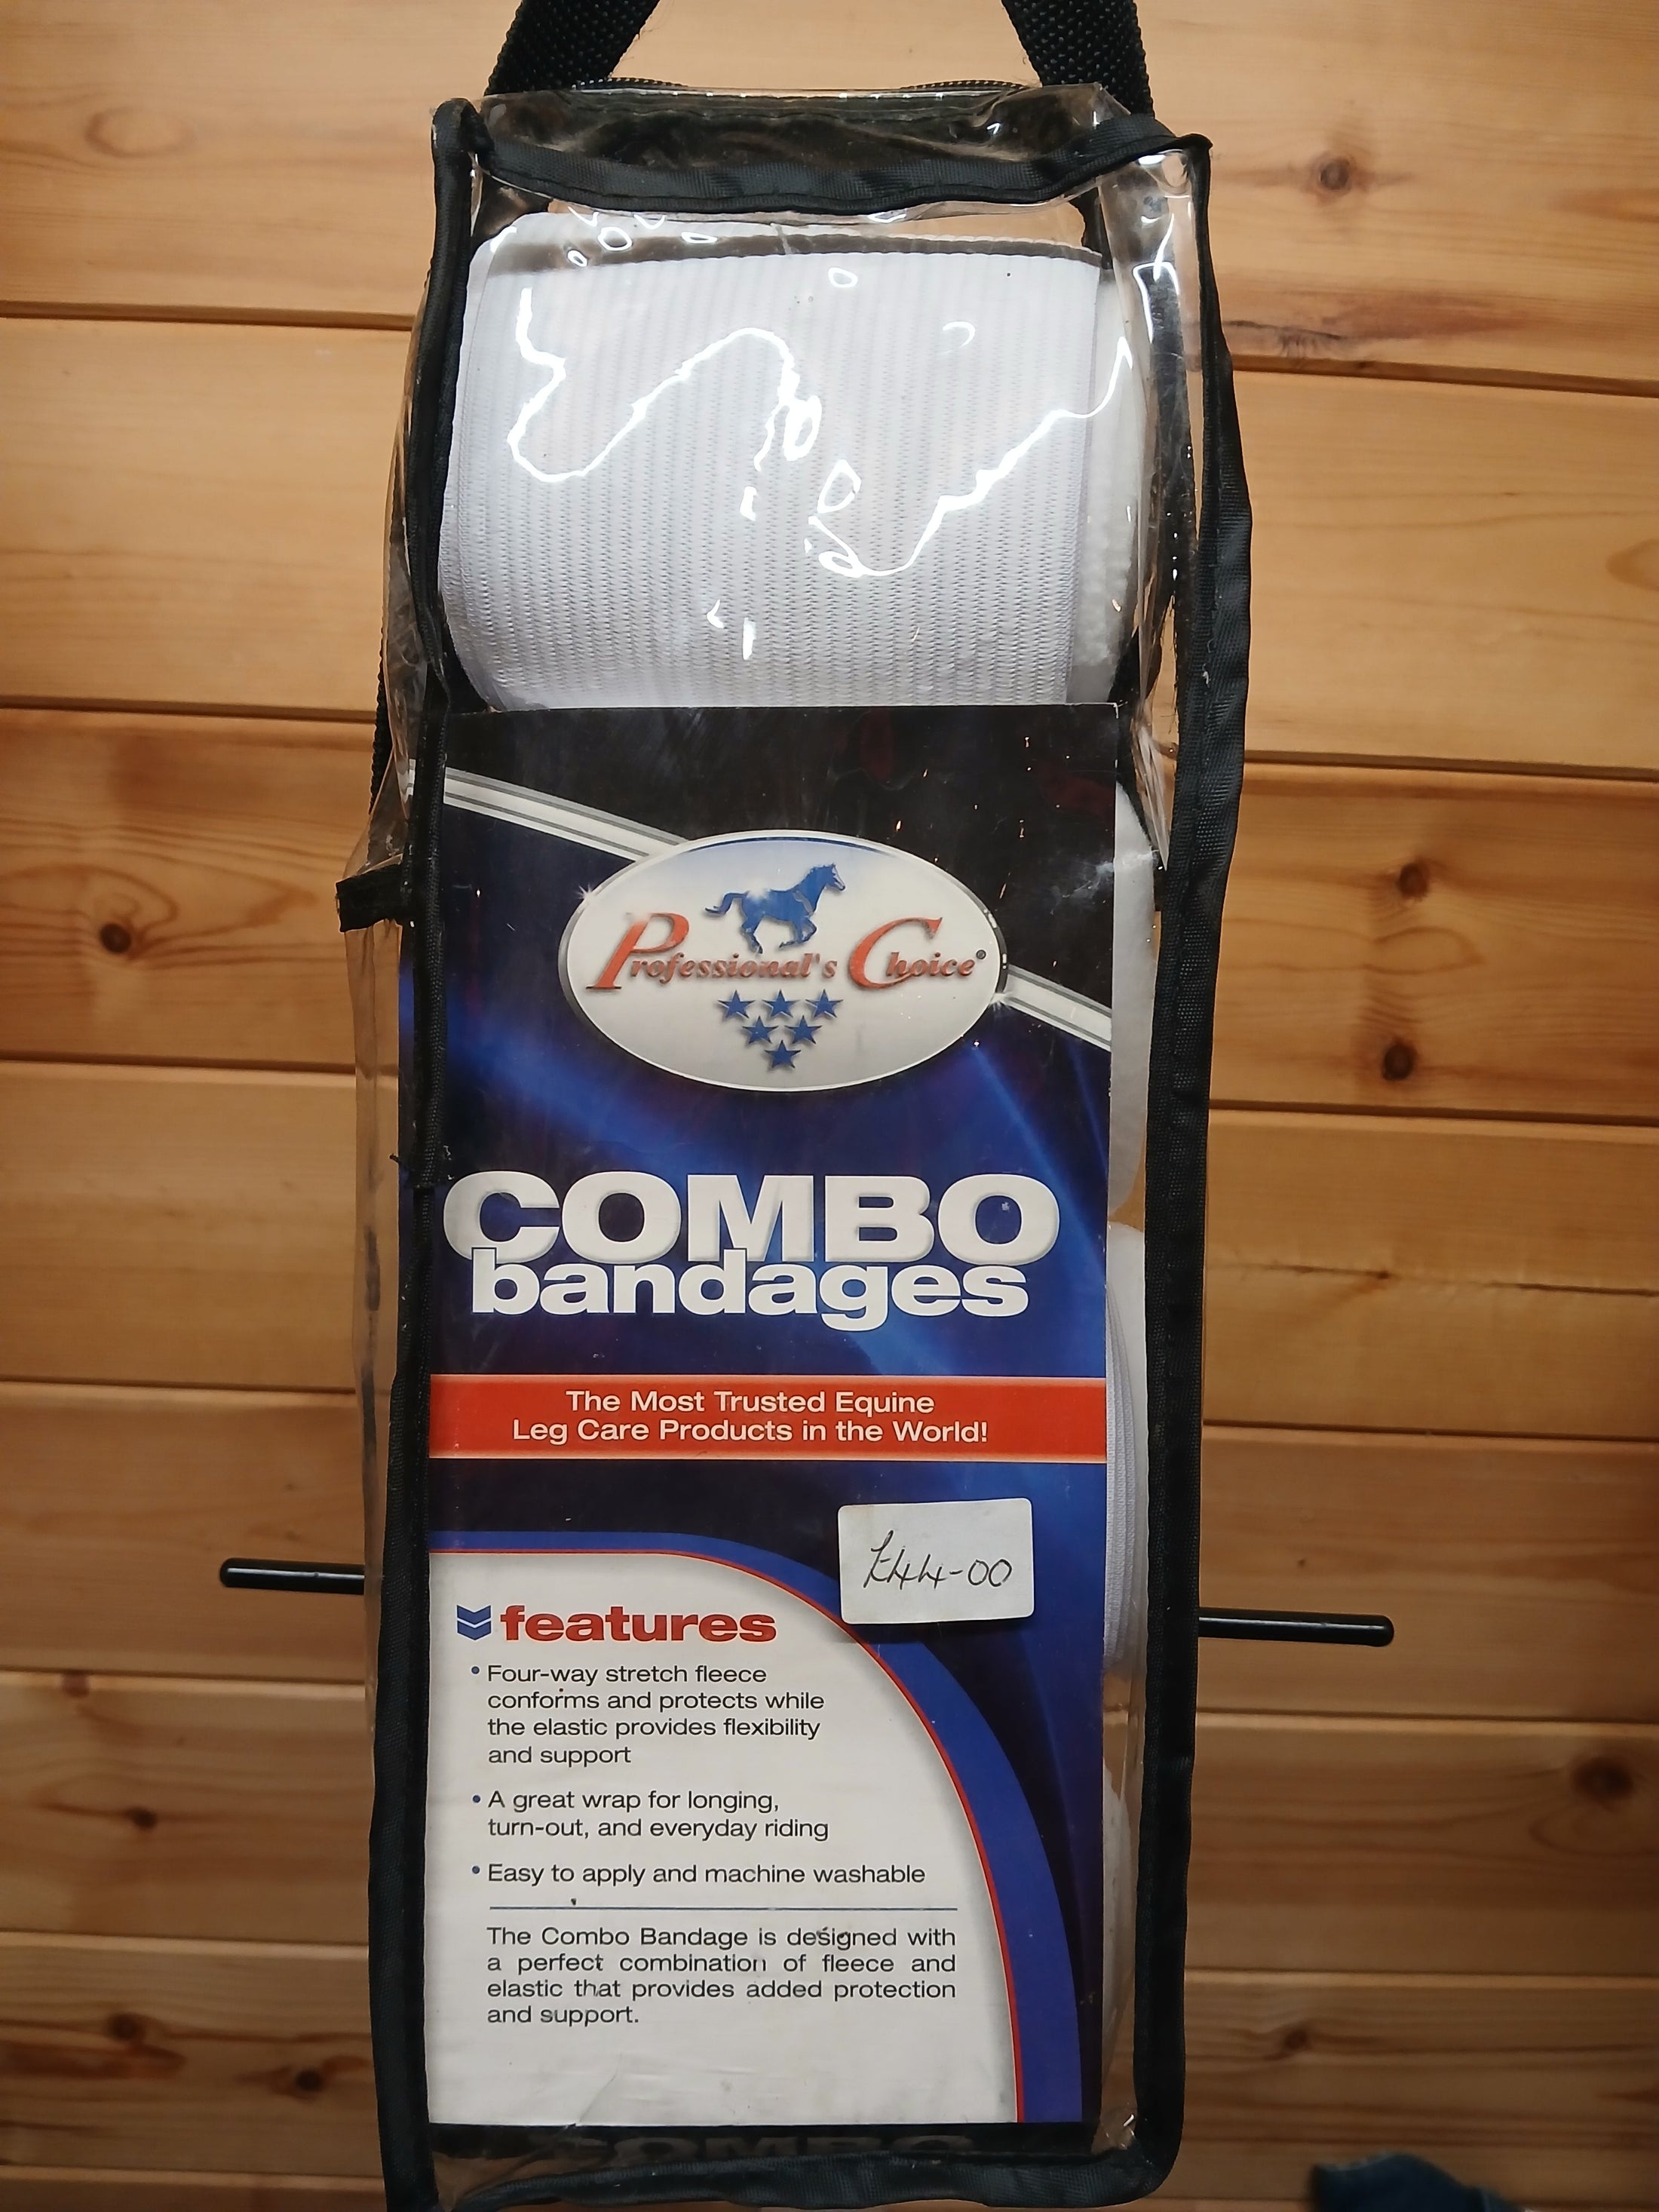 Professional's Choice®
COMBO
bandages
The Most Trusted Equine
Leg Care Products in the World!
£44-00
features
• Four-way stretch fleece
conforms and protects while
the elastic provides flexibility
and support
• A great wrap for longing,
turn-out, and everyday riding
• Easy to apply and machine washable
The Combo Bandage is designed with
a perfect combination of fleece and
elastic that provides added protection
and support.
COMBO